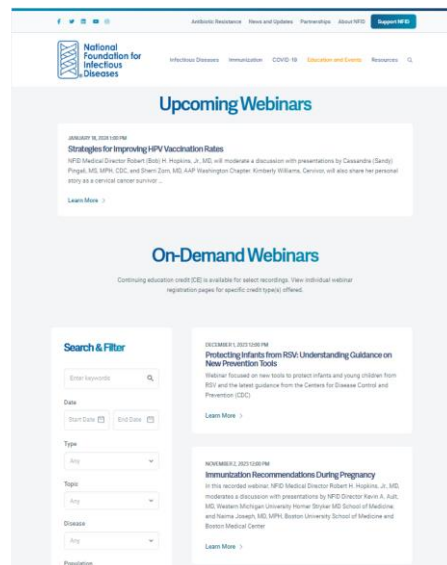 Antibiotic Resistance News and Updates Partnerships About NFID Support NFID
National
Foundation for
Infectious
Diseases
Infectious Diseases Immunization COVID-19 Education and Events Resources
Upcoming Webinars
JANUARY 18, 2024 1:00 PM
Strategies for Improving HPV Vaccination Rates
NFID Medical Director Robert (Bob) H. Hopkins, Jr., MD, will moderate a discussion with presentations by Cassandra (Sandy)
Pingali, MS, MPH, CDC, and Sherri Zorn, MD, AAP Washington Chapter. Kimberly Williams, Cervivor, will also share her personal
story as a cervical cancer survivor ...
Learn More
On-Demand Webinars
Continuing education credit (CE) is available for select recordings. View individual webinar
registration pages for specific credit type(s) offered.
Search & Filter
Enter keywords
Date
Start Date End Date
Type
Any
Topic
Any
Disease
Any
Population
DECEMBER 1, 2023 12:00 PM
Protecting Infants from RSV: Understanding Guidance on
New Prevention Tools
Webinar focused on new tools to protect infants and young children from
RSV and the latest guidance from the Centers for Disease Control and
Prevention (CDC)
Learn More
NOVEMBER 2, 2023 12:00 PM
Immunization Recommendations During Pregnancy
In this recorded webinar, NFID Medical Director Robert H. Hopkins, Jr., MD,
moderates a discussion with presentations by NFID Director Kevin A. Ault,
MD, Western Michigan University Homer Stryker MD School of Medicine,
and Naima Joseph, MD, MPH, Boston University School of Medicine and
Boston Medical Center
Learn More